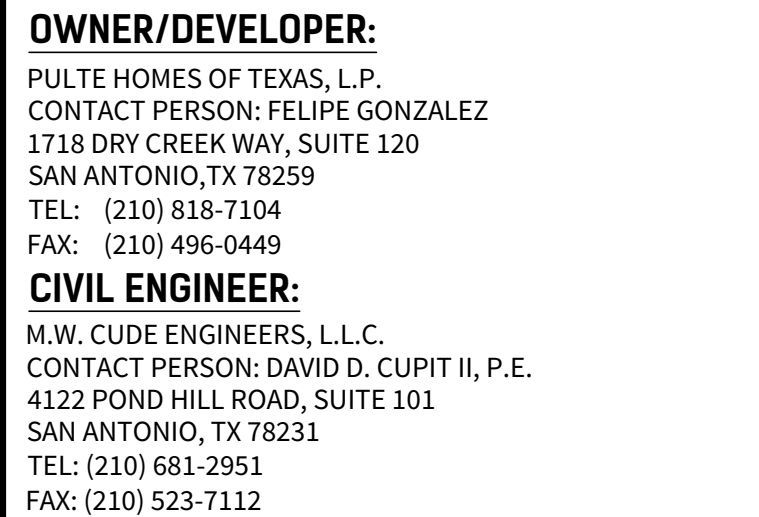 OWNER/DEVELOPER:
PULTE HOMES OF TEXAS, L.P.
CONTACT PERSON: FELIPE GONZALEZ
1718 DRY CREEK WAY, SUITE 120
SAN ANTONIO,TX 78259
TEL: (210) 818-7104
FAX: (210) 496-0449
CIVIL ENGINEER:
M.W. CUDE ENGINEERS, L.L.C.
CONTACT PERSON: DAVID D. CUPIT II, P.E.
4122 POND HILL ROAD, SUITE 101
SAN ANTONIO, TX 78231
TEL: (210) 681-2951
FAX: (210) 523-7112